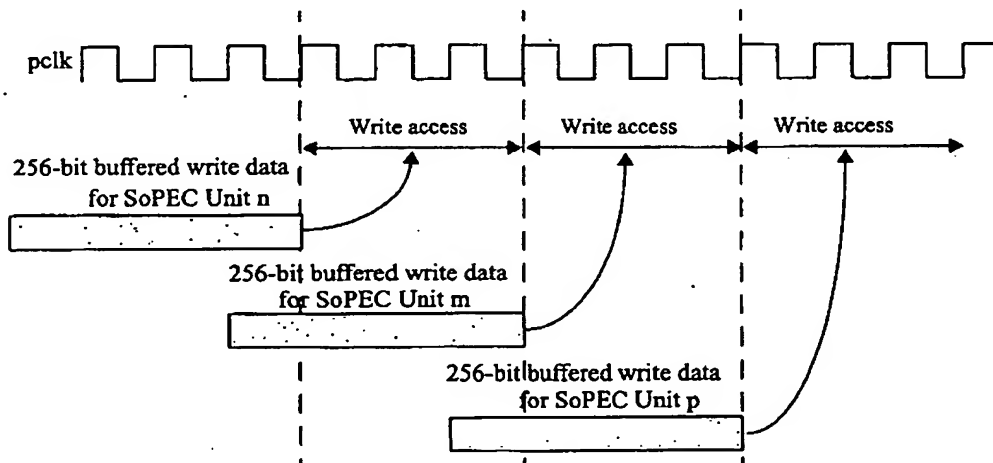 pclk
Write access
Write access
Write access
256-bit buffered write data
for SoPEC Unit n
256-bit buffered write data
for SoPEC Unit m
256-bit buffered write data
for SoPEC Unit p